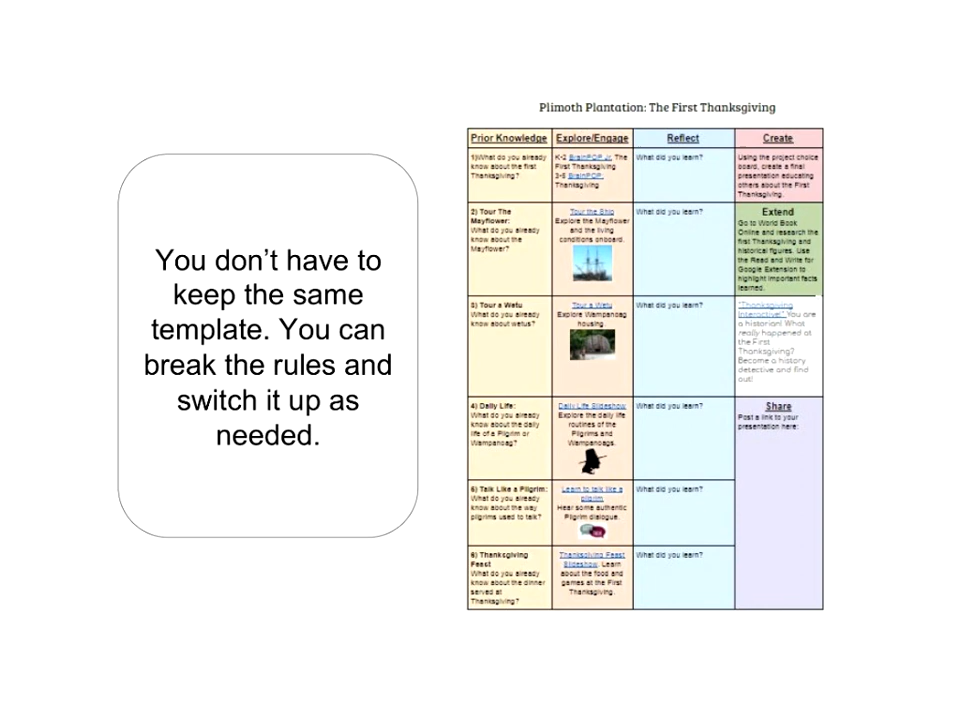 You don't have to
keep the same
template. You can
break the rules and
switch it up as
needed.
Plimoth Plantation: The First Thanksgiving
Prior Knowledge
Explore/Engage
Reflect
Create
1)What do you already
know about the first
Thanksgiving?
K-2 BrainPOP Jr. The
First Thanksgiving
3-5 BrainPOP:
Thanksgiving
What did you learn?
Using the project choice
board, create a final
presentation educating
others about the First
Thanksgiving.
2) Tour The
Mayflower:
What do you already
know about the
Mayflower?
Tour the Ship
Explore the Mayflower
and the living
conditions onboard.
What did you learn?
Extend
Go to World Book
Online and research the
first Thanksgiving and
historical figures. Use
the Read and Write for
Google Extension to
highlight important facts
learned.
3) Tour a Wetu
What do you already
know about wetus?
Tour a Wetu
Explore Wampanoag
housing.
What did you learn?
"Thanksgiving
Interactive" You are
a historian! What
really happened at
the First
Thanksgiving?
Become a history
detective and find
out!
4) Daily Life:
What do you already
know about the daily
life of a Pilgrim or
Wampanoag?
Daily Life Slideshow
Explore the daily life
routines of the
Pilgrims and
Wampanoags.
What did you learn?
Share
Post a link to your
presentation here:
5) Talk Like a Pilgrim:
What do you already
know about the way
pilgrims used to talk?
Learn to talk like a
pilgrim
Hear some authentic
Pilgrim dialogue.
What did you learn?
6) Thanksgiving
Feast
What do you already
know about the dinner
served at
Thanksgiving?
Thanksgiving Feast
Slideshow. Learn
about the food and
games at the First
Thanksgiving.
What did you learn?